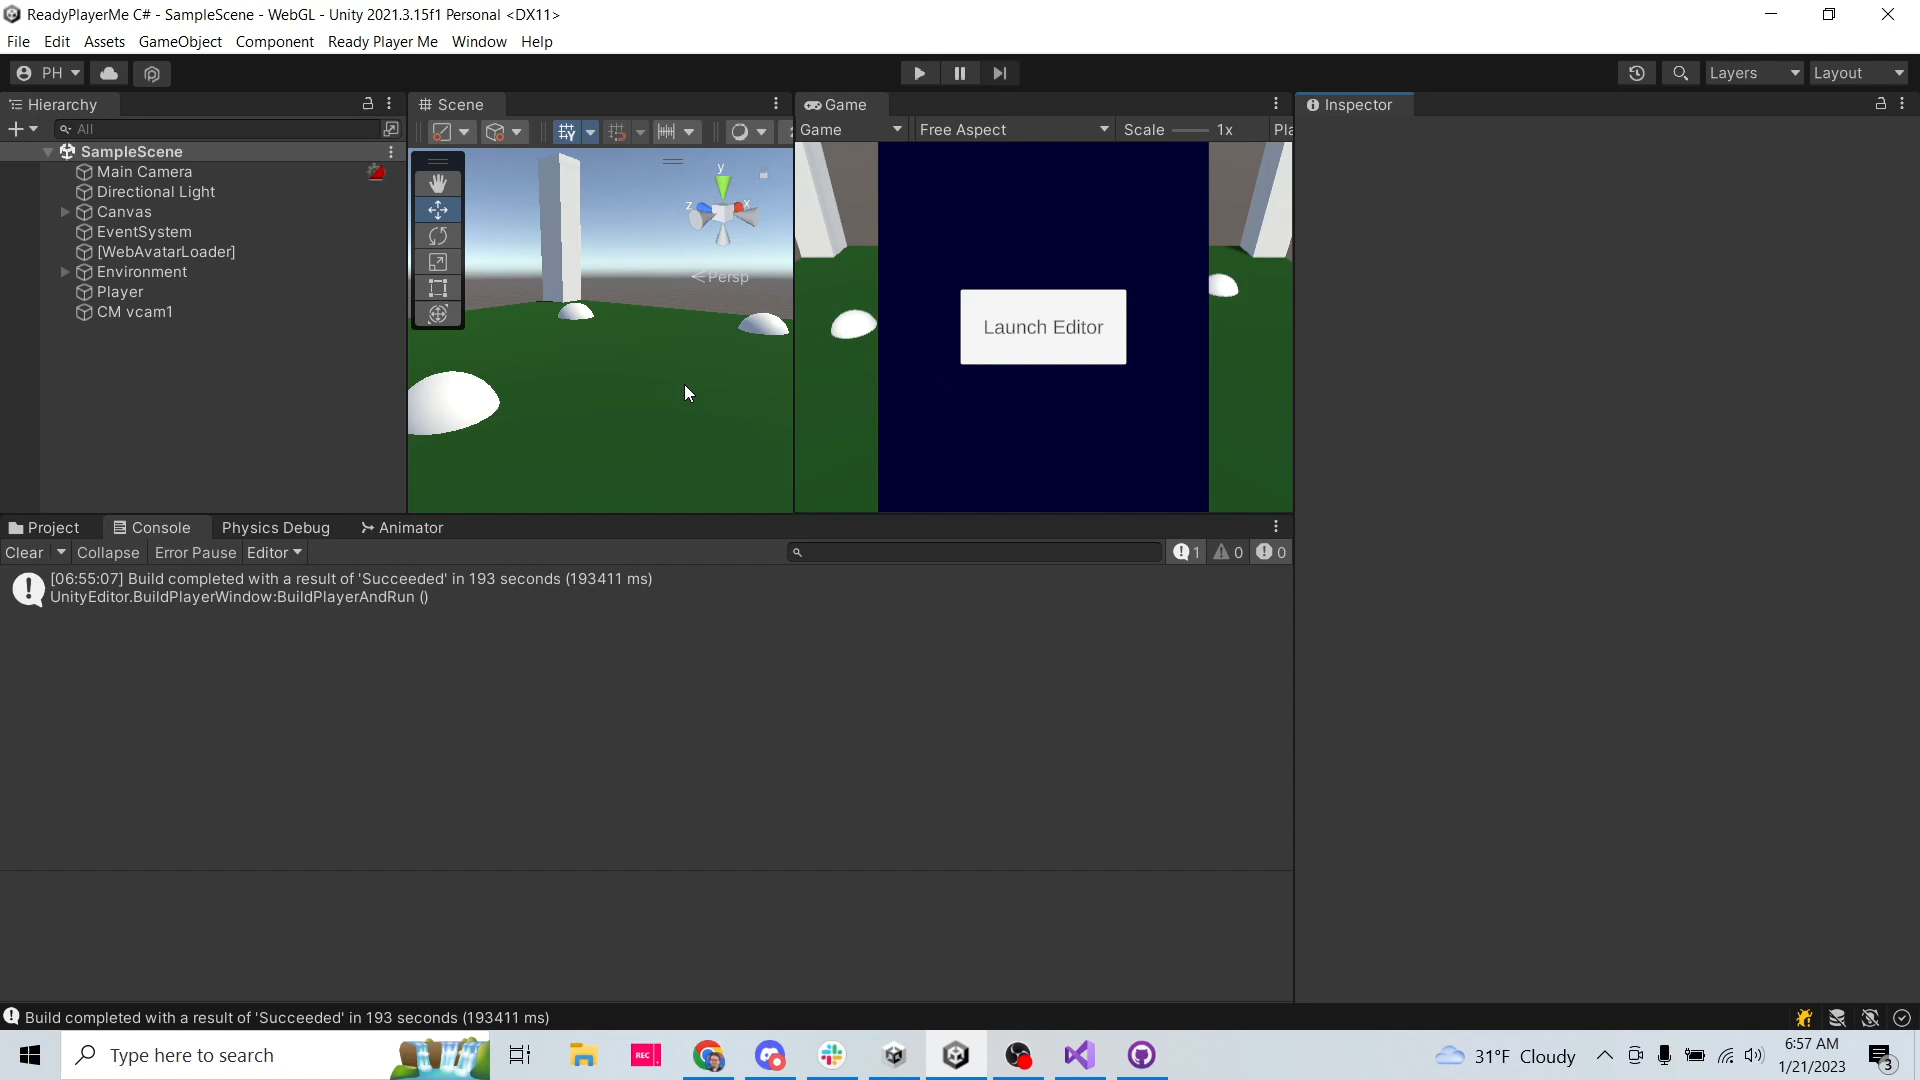 ReadyPlayerMe C# - SampleScene - WebGL - Unity 2021.3.15f1 Personal <DX11>
File Edit Assets GameObject Component Ready Player Me Window Help
PH Layers Layout
Hierarchy
All
SampleScene
Main Camera
Directional Light
Canvas
EventSystem
[WebAvatarLoader]
Environment
Player
CM vcam1
Scene
y
z x
Persp
Game
Game Free Aspect Scale 1x Pla
Launch Editor
Inspector
Project Console Physics Debug Animator
Clear Collapse Error Pause Editor 1 0 0
[06:55:07] Build completed with a result of 'Succeeded' in 193 seconds (193411 ms)
UnityEditor.BuildPlayerWindow:BuildPlayerAndRun ()
Build completed with a result of 'Succeeded' in 193 seconds (193411 ms)
Type here to search
REC
31°F Cloudy
6:57 AM
1/21/2023
3